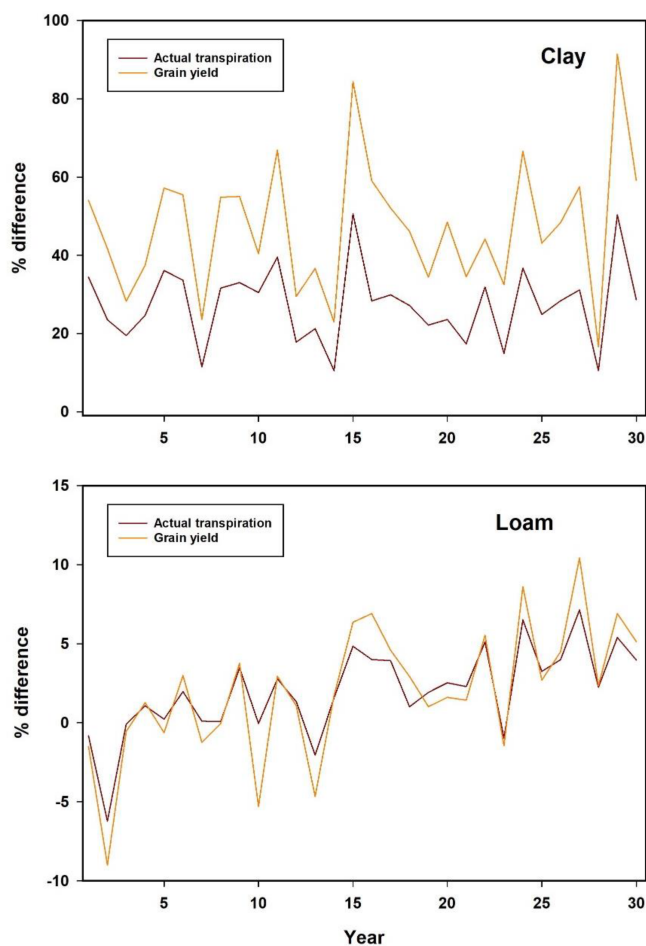 100
80
60
40
20
0
% difference
Actual transpiration
Grain yield
Clay
5 10 15 20 25 30
15
10
5
0
-5
-10
% difference
Actual transpiration
Grain yield
Loam
5 10 15 20 25 30
Year